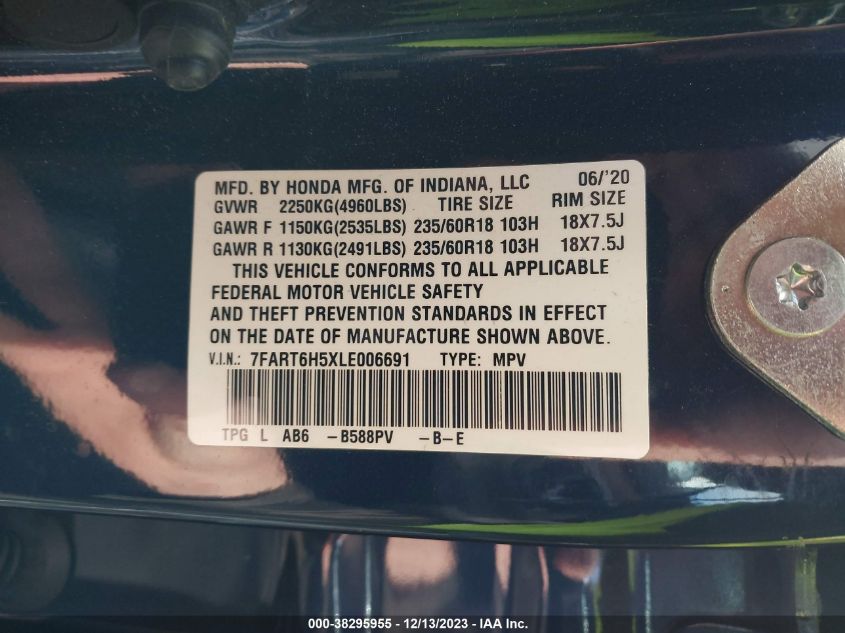 MFD. BY HONDA MFG. OF INDIANA, LLC 06/'20
GVWR 2250KG(4960LBS) TIRE SIZE RIM SIZE
GAWR F 1150KG(2535LBS) 235/60R18 103H 18X7.5J
GAWR R 1130KG(2491LBS) 235/60R18 103H 18X7.5J
THIS VEHICLE CONFORMS TO ALL APPLICABLE
FEDERAL MOTOR VEHICLE SAFETY
AND THEFT PREVENTION STANDARDS IN EFFECT
ON THE DATE OF MANUFACTURE SHOWN ABOVE.
V.I.N.: 7FART6H5XLE006691 TYPE: MPV
TPG L AB6 -B588PV -B-E
000-38295955 - 12/13/2023 - IAA Inc.